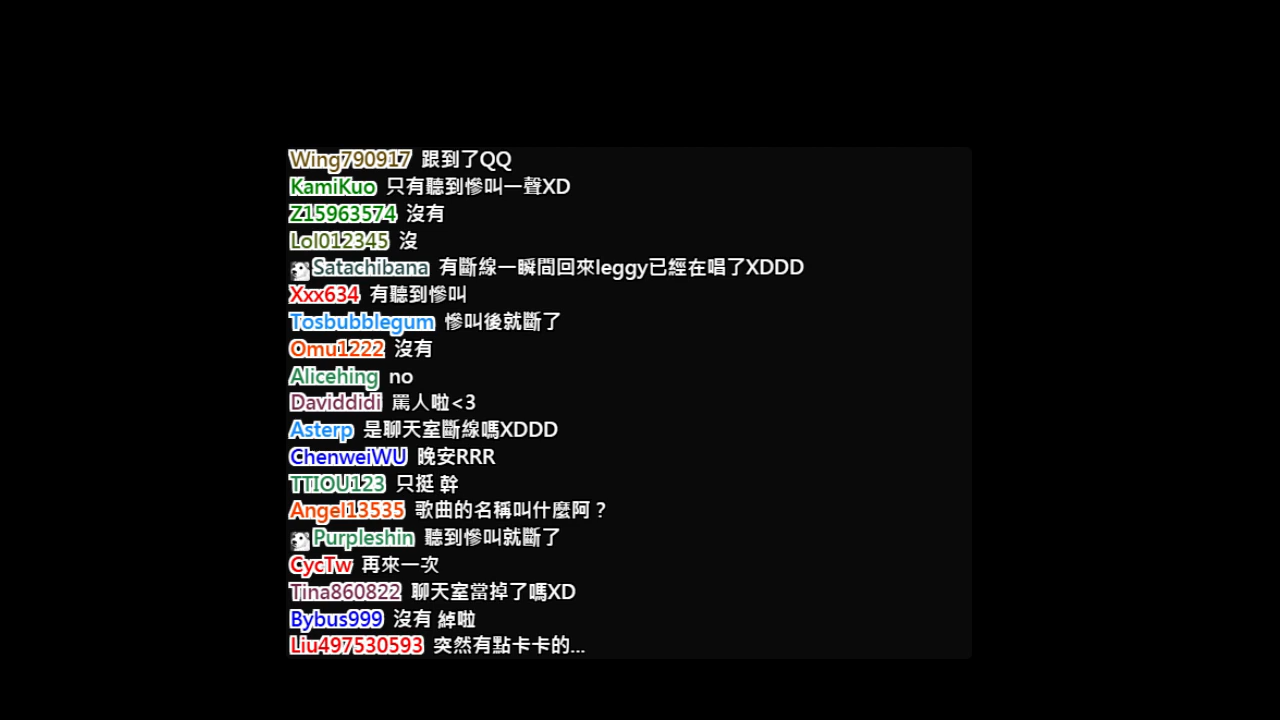 Wing790917 跟到了QQ
KamiKuo 只有聽到慘叫一聲XD
Z15963574 沒有
Lol012345 沒
Satachibana 有斷線一瞬間回來leggy已經在唱了XDDD
Xxx634 有聽到慘叫
Tosbubblegum 慘叫後就斷了
Omu1222 沒有
Alicehing no
Daviddidi 罵人啦<3
Asterp 是聊天室斷線嗎XDDD
ChenweiWU 晚安RRR
TTIOU123 只挺 幹
Angel13535 歌曲的名稱叫什麼阿？
Purpleshin 聽到慘叫就斷了
CycTw 再來一次
Tina860822 聊天室當掉了嗎XD
Bybus999 沒有 綽啦
Liu497530593 突然有點卡卡的...